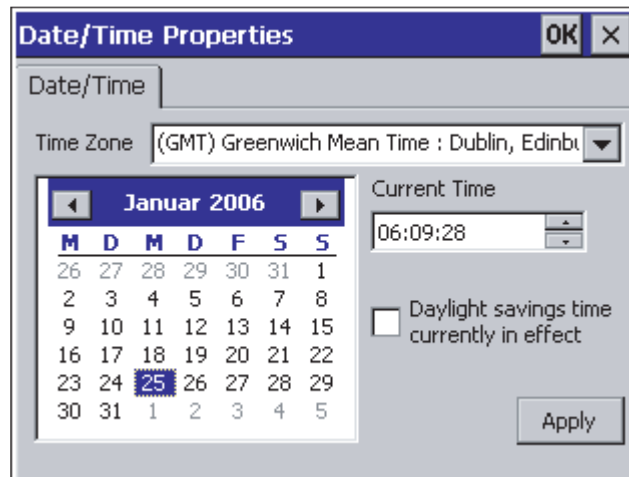 Date/Time Properties OK ×
Date/Time
Time Zone (GMT) Greenwich Mean Time : Dublin, Edinbu
Januar 2006
M D M D F S S
26 27 28 29 30 31 1
2 3 4 5 6 7 8
9 10 11 12 13 14 15
16 17 18 19 20 21 22
23 24 25 26 27 28 29
30 31 1 2 3 4 5
Current Time
06:09:28
Daylight savings time
currently in effect
Apply